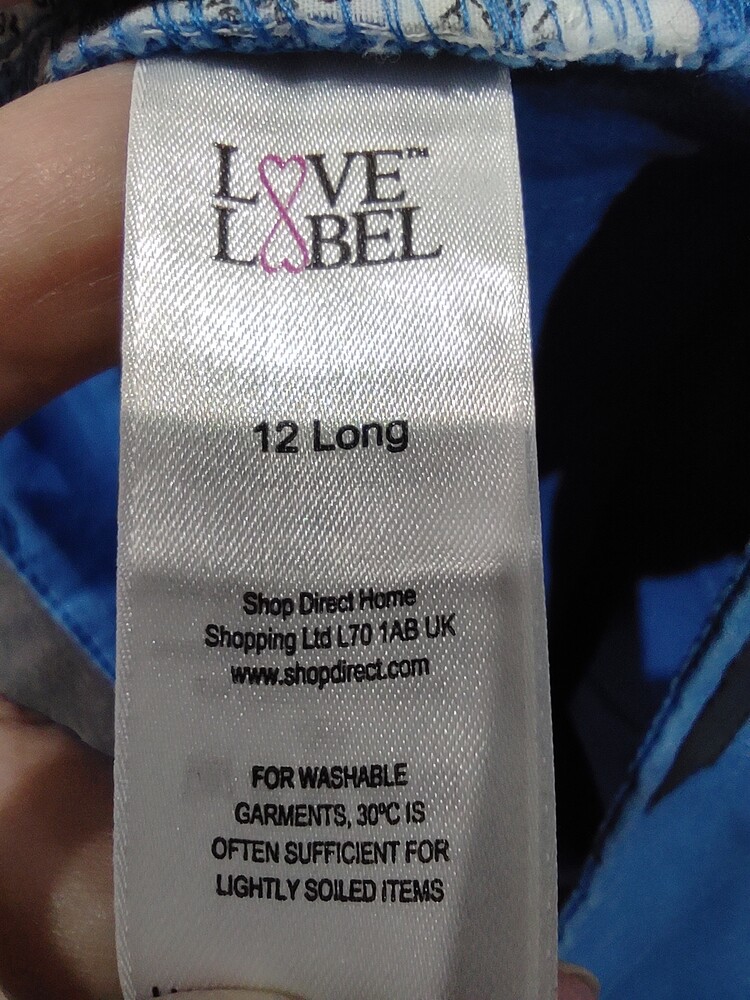 LOVE™
LABEL
12 Long
Shop Direct Home
Shopping Ltd L70 1AB UK
www.shopdirect.com
FOR WASHABLE
GARMENTS, 30ºC IS
OFTEN SUFFICIENT FOR
LIGHTLY SOILED ITEMS